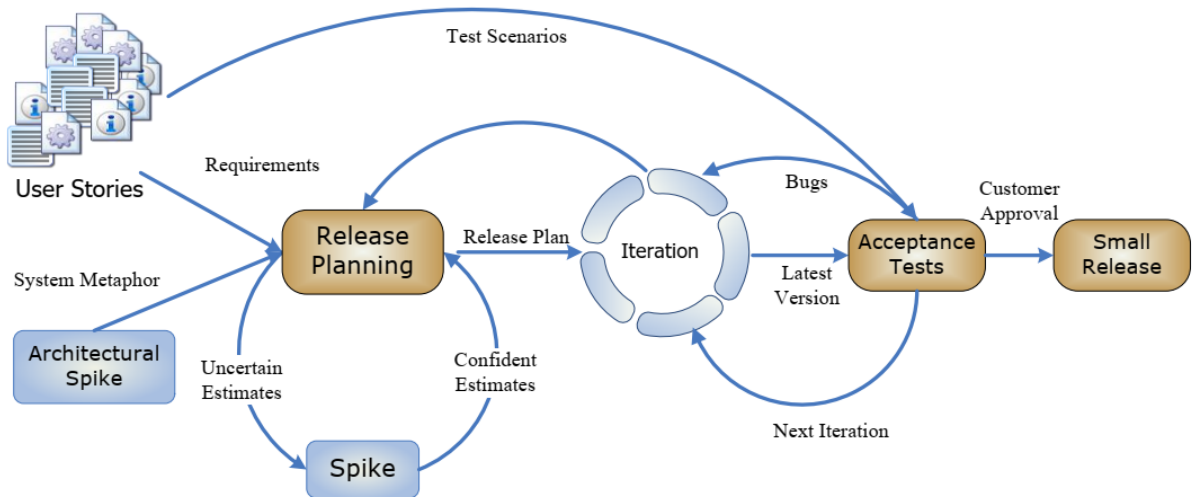 Test Scenarios
User Stories
Requirements
Bugs
Customer
Approval
Release
Planning
Release Plan
Iteration
Acceptance
Tests
Small
Release
System Metaphor
Latest
Version
Architectural
Spike
Uncertain
Estimates
Confident
Estimates
Next Iteration
Spike